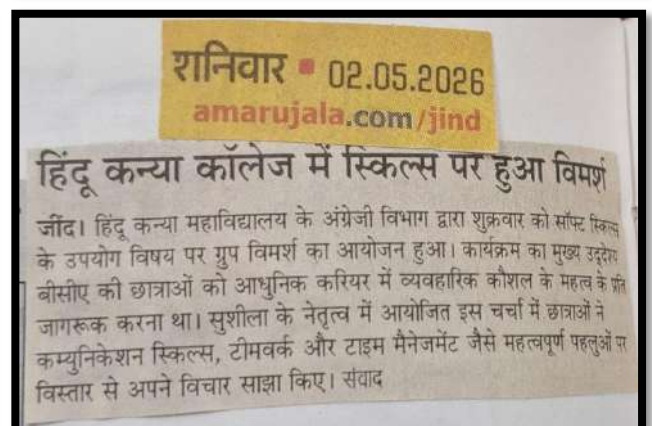 शनिवार ▪ 02.05.2026
amarujala.com/jind
हिंदू कन्या कॉलेज में स्किल्स पर हुआ विमर्श
जींद। हिंदू कन्या महाविद्यालय के अंग्रेजी विभाग द्वारा शुक्रवार को सॉफ्ट स्किल्स
के उपयोग विषय पर ग्रुप विमर्श का आयोजन हुआ। कार्यक्रम का मुख्य उद्देश्य
बीसीए की छात्राओं को आधुनिक करियर में व्यवहारिक कौशल के महत्व के प्रति
जागरूक करना था। सुशीला के नेतृत्व में आयोजित इस चर्चा में छात्राओं ने
कम्युनिकेशन स्किल्स, टीमवर्क और टाइम मैनेजमेंट जैसे महत्वपूर्ण पहलुओं पर
विस्तार से अपने विचार साझा किए। संवाद